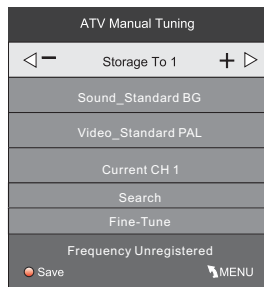 ATV Manual Tuning
Storage To 1
Sound_Standard BG
Video_Standard PAL
Current CH 1
Search
Fine-Tune
Frequency Unregistered
Save MENU